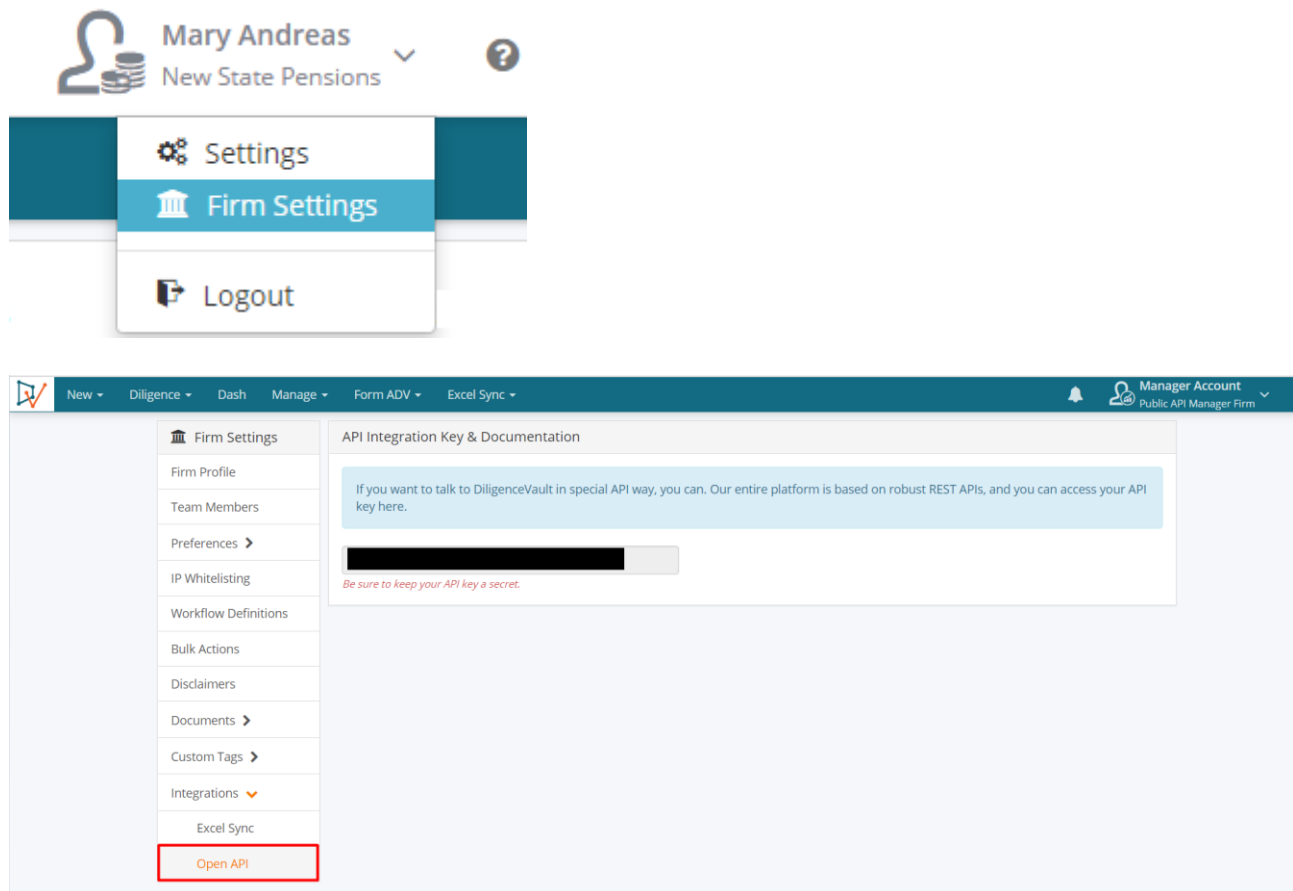 Mary Andreas
New State Pensions
Settings
Firm Settings
Logout
New
Diligence
Dash
Manage
Form ADV
Excel Sync
Manager Account
Public API Manager Firm
Firm Settings
Firm Profile
Team Members
Preferences
IP Whitelisting
Workflow Definitions
Bulk Actions
Disclaimers
Documents
Custom Tags
Integrations
Excel Sync
Open API
API Integration Key & Documentation
If you want to talk to DiligenceVault in special API way, you can. Our entire platform is based on robust REST APIs, and you can access your API
key here.
Be sure to keep your API key a secret.